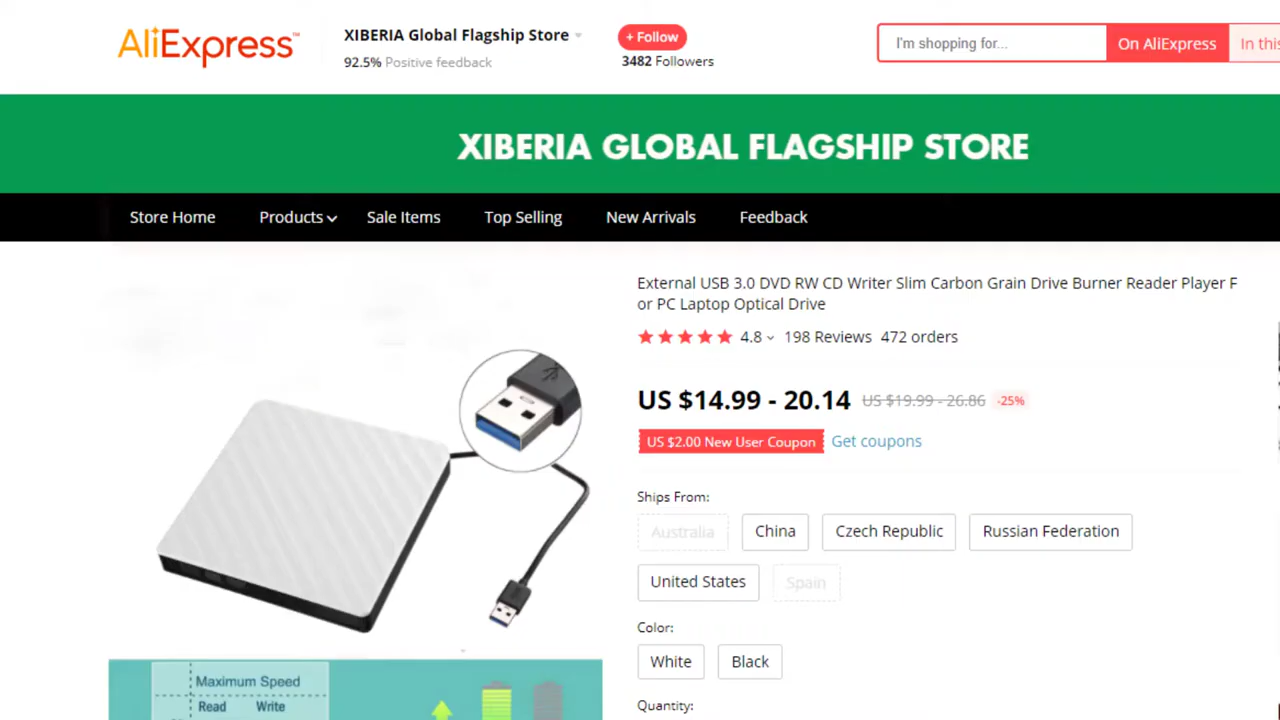 AliExpress™
XIBERIA Global Flagship Store
+ Follow
92.5% Positive feedback
3482 Followers
I'm shopping for...
On AliExpress
In this
XIBERIA GLOBAL FLAGSHIP STORE
Store Home
Products
Sale Items
Top Selling
New Arrivals
Feedback
External USB 3.0 DVD RW CD Writer Slim Carbon Grain Drive Burner Reader Player F
or PC Laptop Optical Drive
4.8
198 Reviews
472 orders
US $14.99 - 20.14
US $19.99 - 26.86
-25%
US $2.00 New User Coupon
Get coupons
Ships From:
Australia
China
Czech Republic
Russian Federation
United States
Spain
Color:
White
Black
Quantity:
Maximum Speed
Read
Write